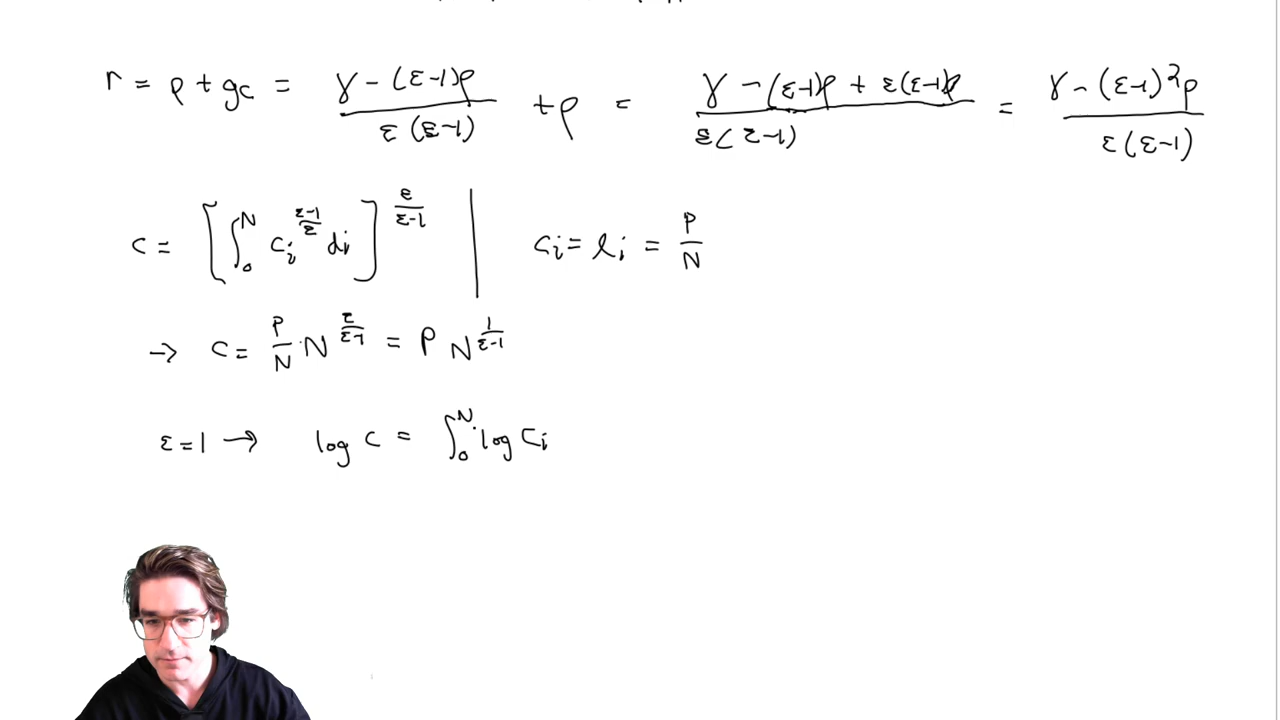 r = ρ + gc = γ - (ε-1)ρ / ε(ε-1) + ρ = γ - (ε-1)ρ + ε(ε-1)ρ / ε(ε-1) = γ - (ε-1)²ρ / ε(ε-1)
c = [∫₀ᴺ cᵢ^((ε-1)/ε) di]^(ε/(ε-1)) | cᵢ = lᵢ = P/N
→ c = P/N · N^(ε/(ε-1)) = P N^(1/(ε-1))
ε=1 → log c = ∫₀ᴺ log cᵢ